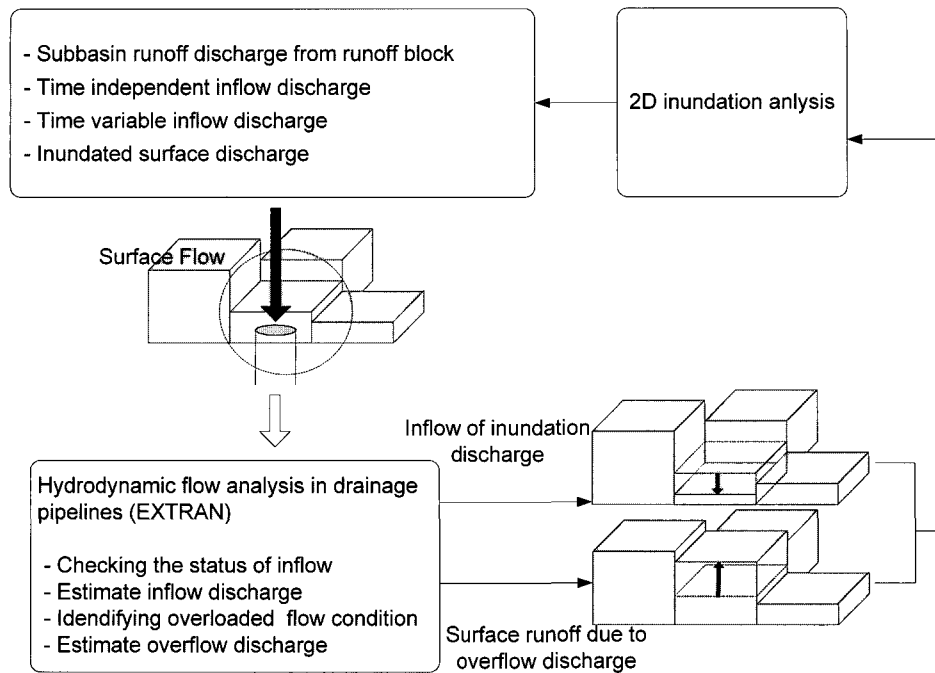 - Subbasin runoff discharge from runoff block
- Time independent inflow discharge
- Time variable inflow discharge
- Inundated surface discharge
2D inundation anlysis
Surface Flow
Inflow of inundation
discharge
Hydrodynamic flow analysis in drainage
pipelines (EXTRAN)
- Checking the status of inflow
- Estimate inflow discharge
- Idendifying overloaded flow condition
- Estimate overflow discharge
Surface runoff due to
overflow discharge